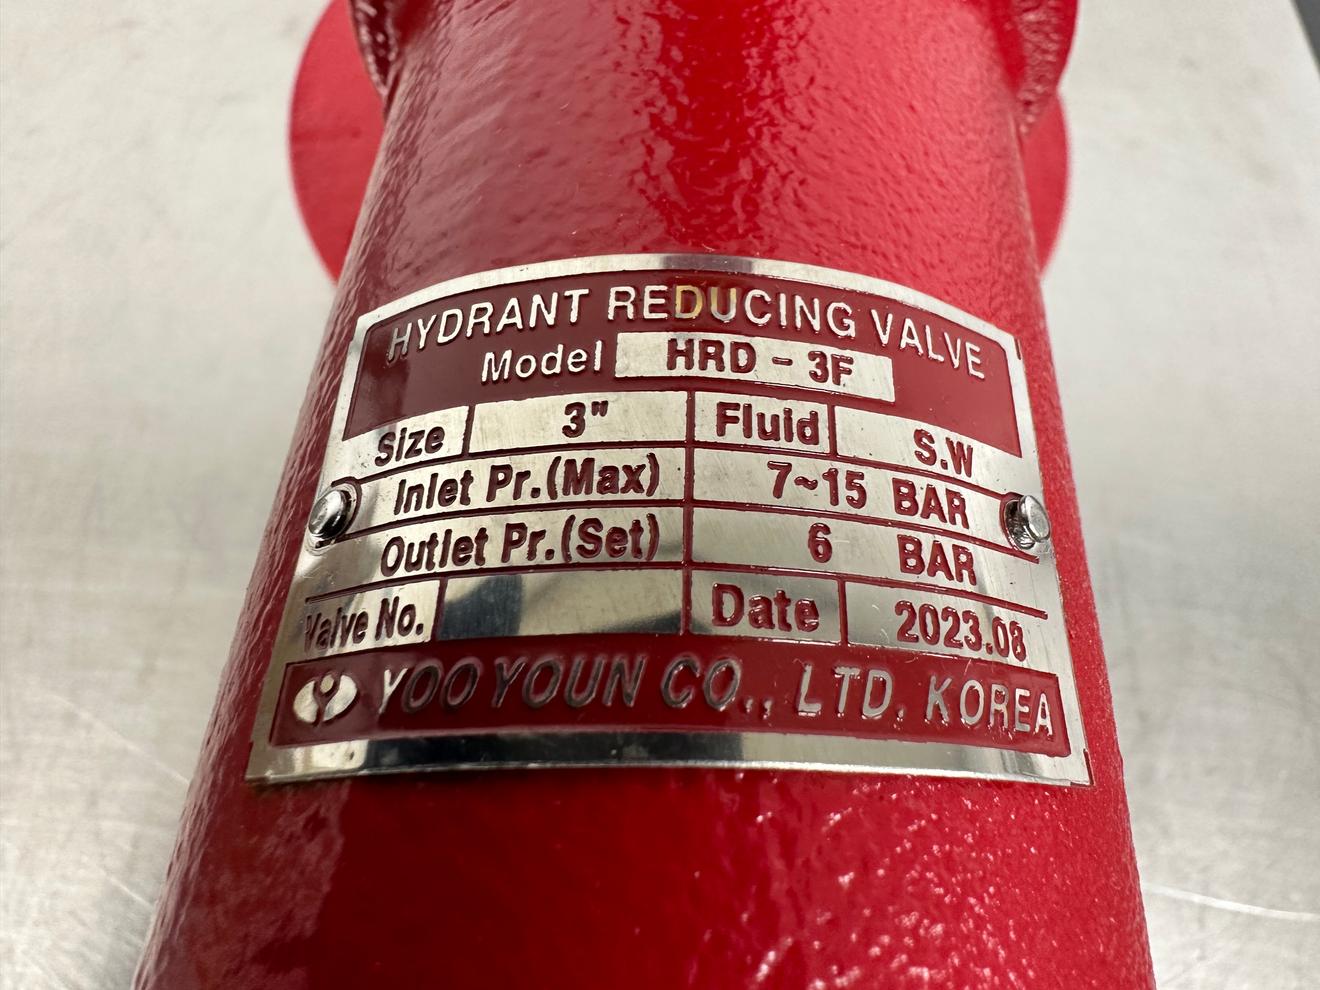 HYDRANT REDUCING VALVE
Model HRD - 3F
Size 3" Fluid S.W
Inlet Pr.(Max) 7~15 BAR
Outlet Pr.(Set) 6 BAR
Valve No. Date 2023.08
YOO YOUN CO., LTD. KOREA